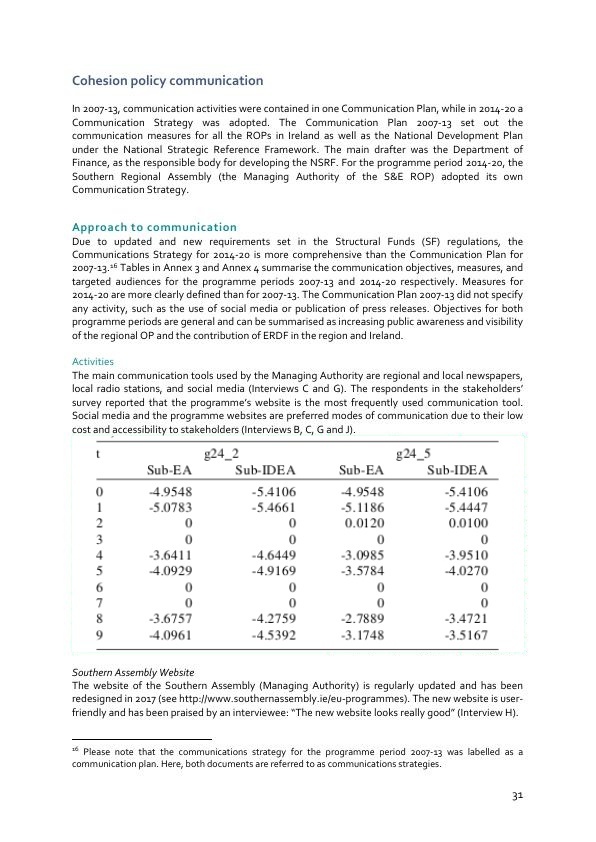 Cohesion policy communication
In 2007-13, communication activities were contained in one Communication Plan, while in 2014-20 a
Communication Strategy was adopted. The Communication Plan 2007-13 set out the
communication measures for all the ROPs in Ireland as well as the National Development Plan
under the National Strategic Reference Framework. The main drafter was the Department of
Finance, as the responsible body for developing the NSRF. For the programme period 2014-20, the
Southern Regional Assembly (the Managing Authority of the S&E ROP) adopted its own
Communication Strategy.
Approach to communication
Due to updated and new requirements set in the Structural Funds (SF) regulations, the
Communications Strategy for 2014-20 is more comprehensive than the Communication Plan for
2007-13.16 Tables in Annex 3 and Annex 4 summarise the communication objectives, measures, and
targeted audiences for the programme periods 2007-13 and 2014-20 respectively. Measures for
2014-20 are more clearly defined than for 2007-13. The Communication Plan 2007-13 did not specify
any activity, such as the use of social media or publication of press releases. Objectives for both
programme periods are general and can be summarised as increasing public awareness and visibility
of the regional OP and the contribution of ERDF in the region and Ireland.
Activities
The main communication tools used by the Managing Authority are regional and local newspapers,
local radio stations, and social media (Interviews C and G). The respondents in the stakeholders'
survey reported that the programme's website is the most frequently used communication tool.
Social media and the programme websites are preferred modes of communication due to their low
cost and accessibility to stakeholders (Interviews B, C, G and J).
t g24_2 g24_5
Sub-EA Sub-IDEA Sub-EA Sub-IDEA
0 -4.9548 -5.4106 -4.9548 -5.4106
1 -5.0783 -5.4661 -5.1186 -5.4447
2 0 0 0.0120 0.0100
3 0 0 0 0
4 -3.6411 -4.6449 -3.0985 -3.9510
5 -4.0929 -4.9169 -3.5784 -4.0270
6 0 0 0 0
7 0 0 0 0
8 -3.6757 -4.2759 -2.7889 -3.4721
9 -4.0961 -4.5392 -3.1748 -3.5167
Southern Assembly Website
The website of the Southern Assembly (Managing Authority) is regularly updated and has been
redesigned in 2017 (see http://www.southernassembly.ie/eu-programmes). The new website is user-
friendly and has been praised by an interviewee: "The new website looks really good" (Interview H).
16 Please note that the communications strategy for the programme period 2007-13 was labelled as a
communication plan. Here, both documents are referred to as communications strategies.
31